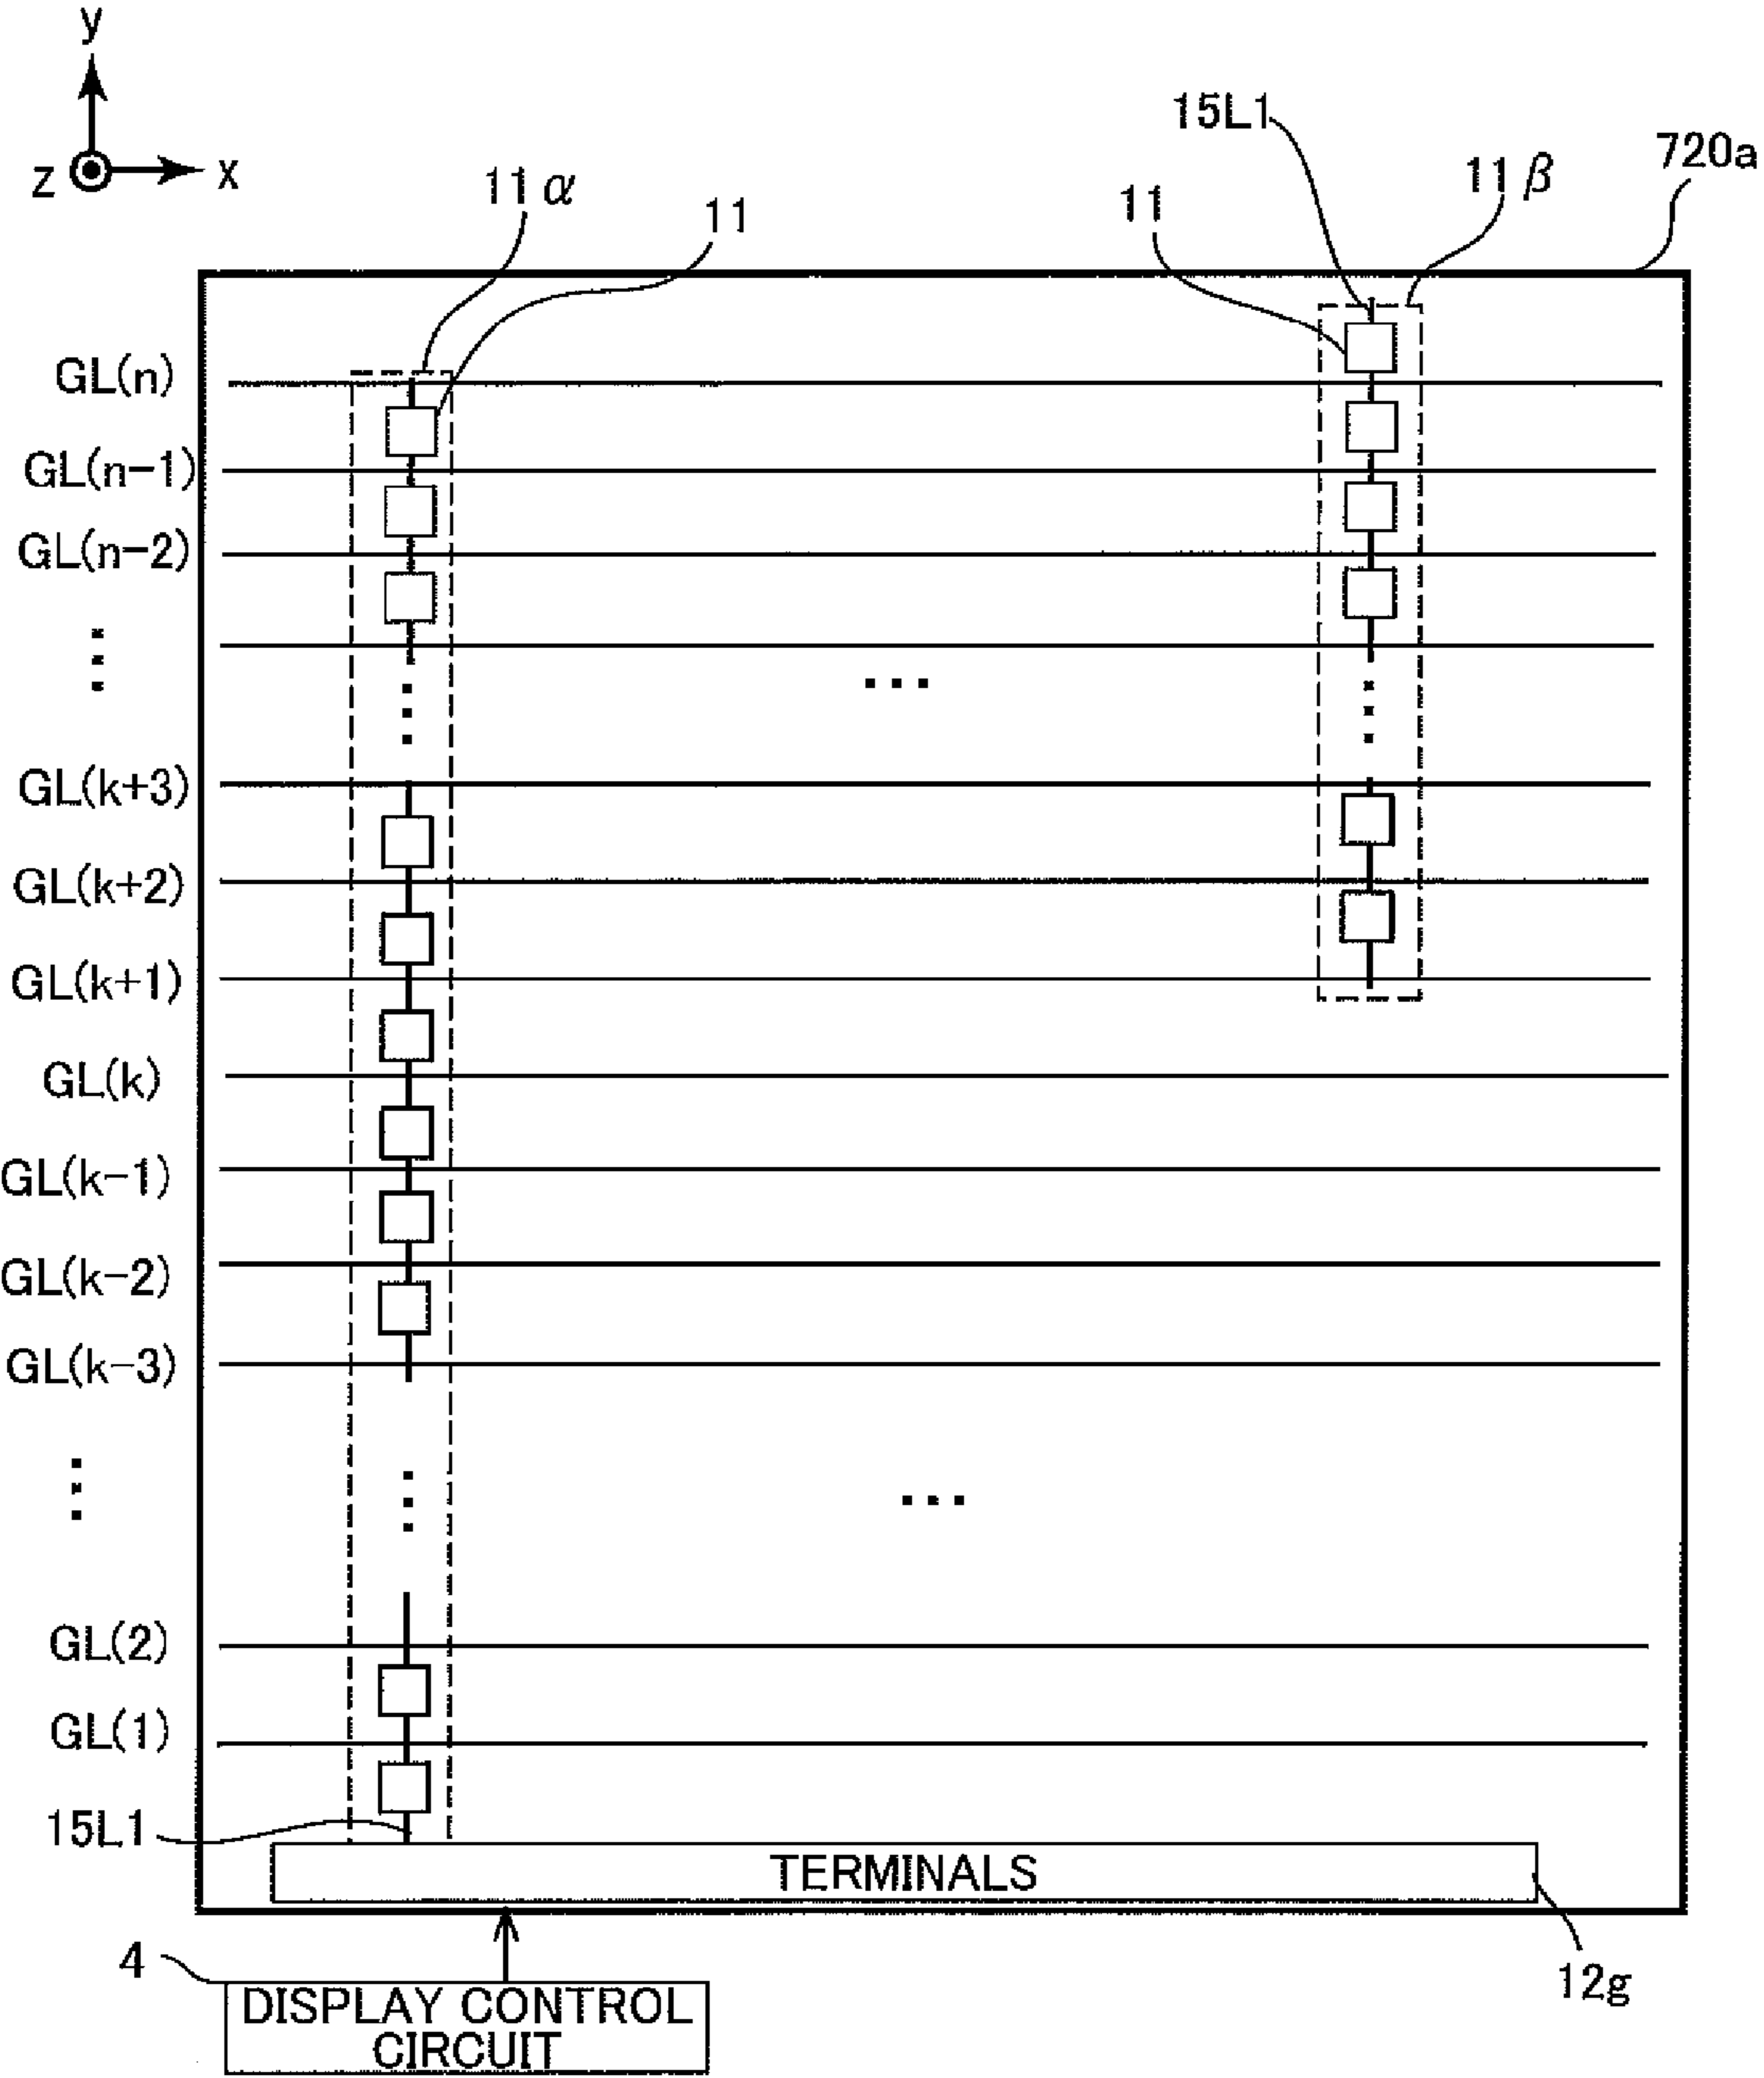 y
z
x
15L1
720a
11α
11
11
11β
GL(n)
GL(n-1)
GL(n-2)
GL(k+3)
GL(k+2)
GL(k+1)
GL(k)
GL(k-1)
GL(k-2)
GL(k-3)
GL(2)
GL(1)
15L1
TERMINALS
4
12g
DISPLAY CONTROL
CIRCUIT